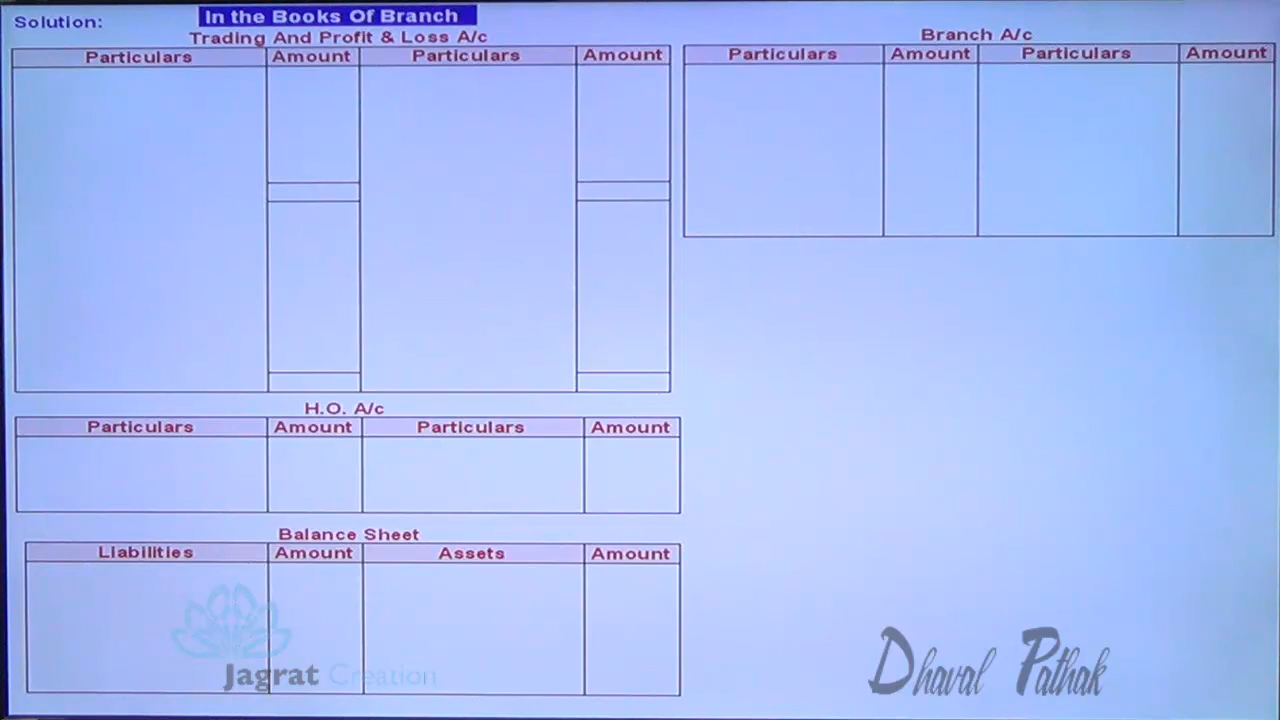 Solution:
In the Books Of Branch
Trading And Profit & Loss A/c
Particulars Amount Particulars Amount
Branch A/c
Particulars Amount Particulars Amount
H.O. A/c
Particulars Amount Particulars Amount
Balance Sheet
Liabilities Amount Assets Amount
Jagrat Creation
Dhaval Pathak